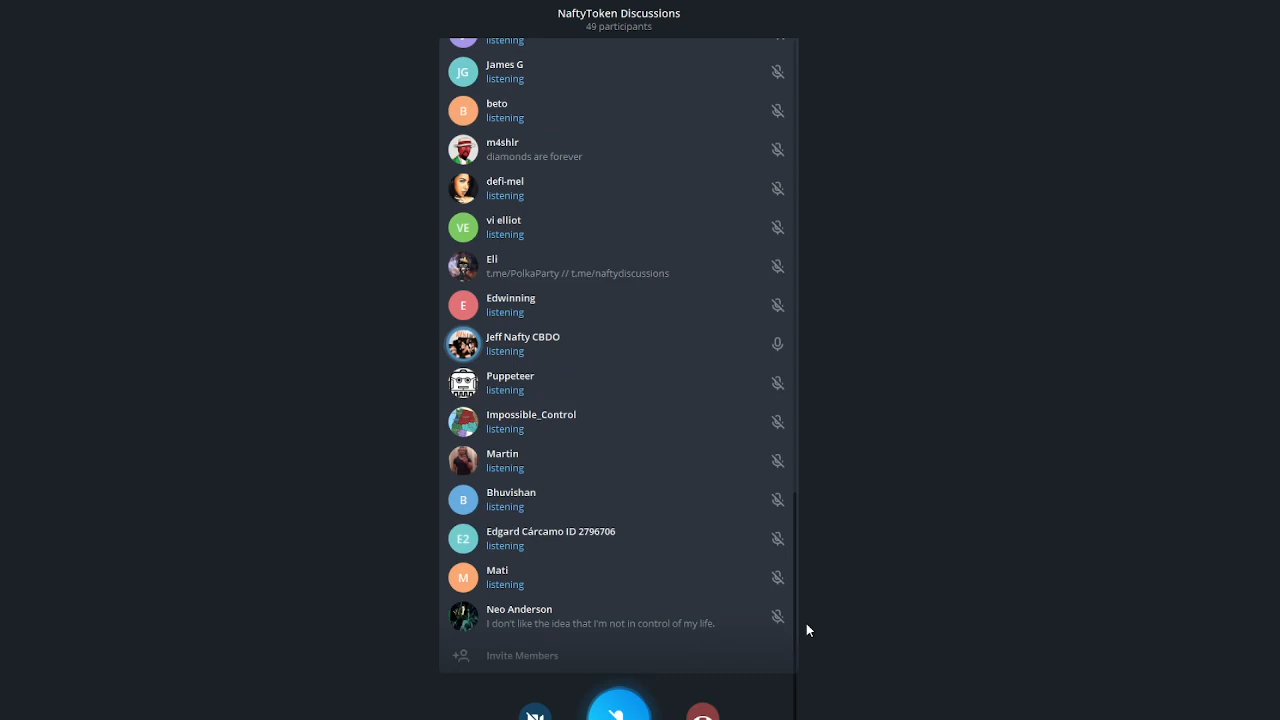 NaftyToken Discussions
49 participants
listening
JG
James G
listening
B
beto
listening
m4shlr
diamonds are forever
defi-mel
listening
VE
vi elliot
listening
Eli
t.me/PolkaParty // t.me/naftydiscussions
E
Edwinning
listening
Jeff Nafty CBDO
listening
Puppeteer
listening
Impossible_Control
listening
Martin
listening
B
Bhuvishan
listening
E2
Edgard Cárcamo ID 2796706
listening
M
Mati
listening
Neo Anderson
I don't like the idea that I'm not in control of my life.
Invite Members